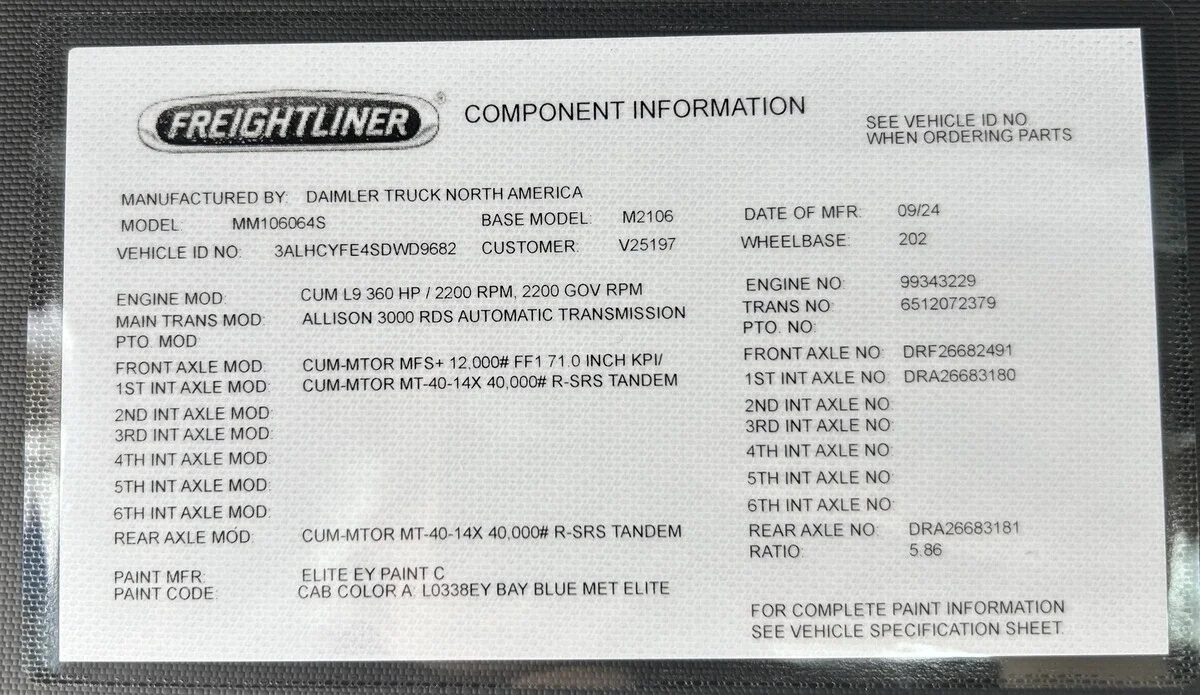 FREIGHTLINER ® COMPONENT INFORMATION
SEE VEHICLE ID NO
WHEN ORDERING PARTS
MANUFACTURED BY: DAIMLER TRUCK NORTH AMERICA
MODEL: MM106064S BASE MODEL: M2106 DATE OF MFR: 09/24
VEHICLE ID NO: 3ALHCYFE4SDWD9682 CUSTOMER: V25197 WHEELBASE: 202
ENGINE MOD: CUM L9 360 HP / 2200 RPM, 2200 GOV RPM ENGINE NO: 99343229
MAIN TRANS MOD: ALLISON 3000 RDS AUTOMATIC TRANSMISSION TRANS NO: 6512072379
PTO. MOD: PTO. NO:
FRONT AXLE MOD: CUM-MTOR MFS+ 12,000# FF1 71.0 INCH KPI/ FRONT AXLE NO: DRF26682491
1ST INT AXLE MOD: CUM-MTOR MT-40-14X 40,000# R-SRS TANDEM 1ST INT AXLE NO: DRA26683180
2ND INT AXLE MOD: 2ND INT AXLE NO:
3RD INT AXLE MOD: 3RD INT AXLE NO:
4TH INT AXLE MOD: 4TH INT AXLE NO:
5TH INT AXLE MOD: 5TH INT AXLE NO:
6TH INT AXLE MOD: 6TH INT AXLE NO:
REAR AXLE MOD: CUM-MTOR MT-40-14X 40,000# R-SRS TANDEM REAR AXLE NO: DRA26683181
RATIO: 5.86
PAINT MFR: ELITE EY PAINT C
PAINT CODE: CAB COLOR A: L0338EY BAY BLUE MET ELITE
FOR COMPLETE PAINT INFORMATION
SEE VEHICLE SPECIFICATION SHEET.